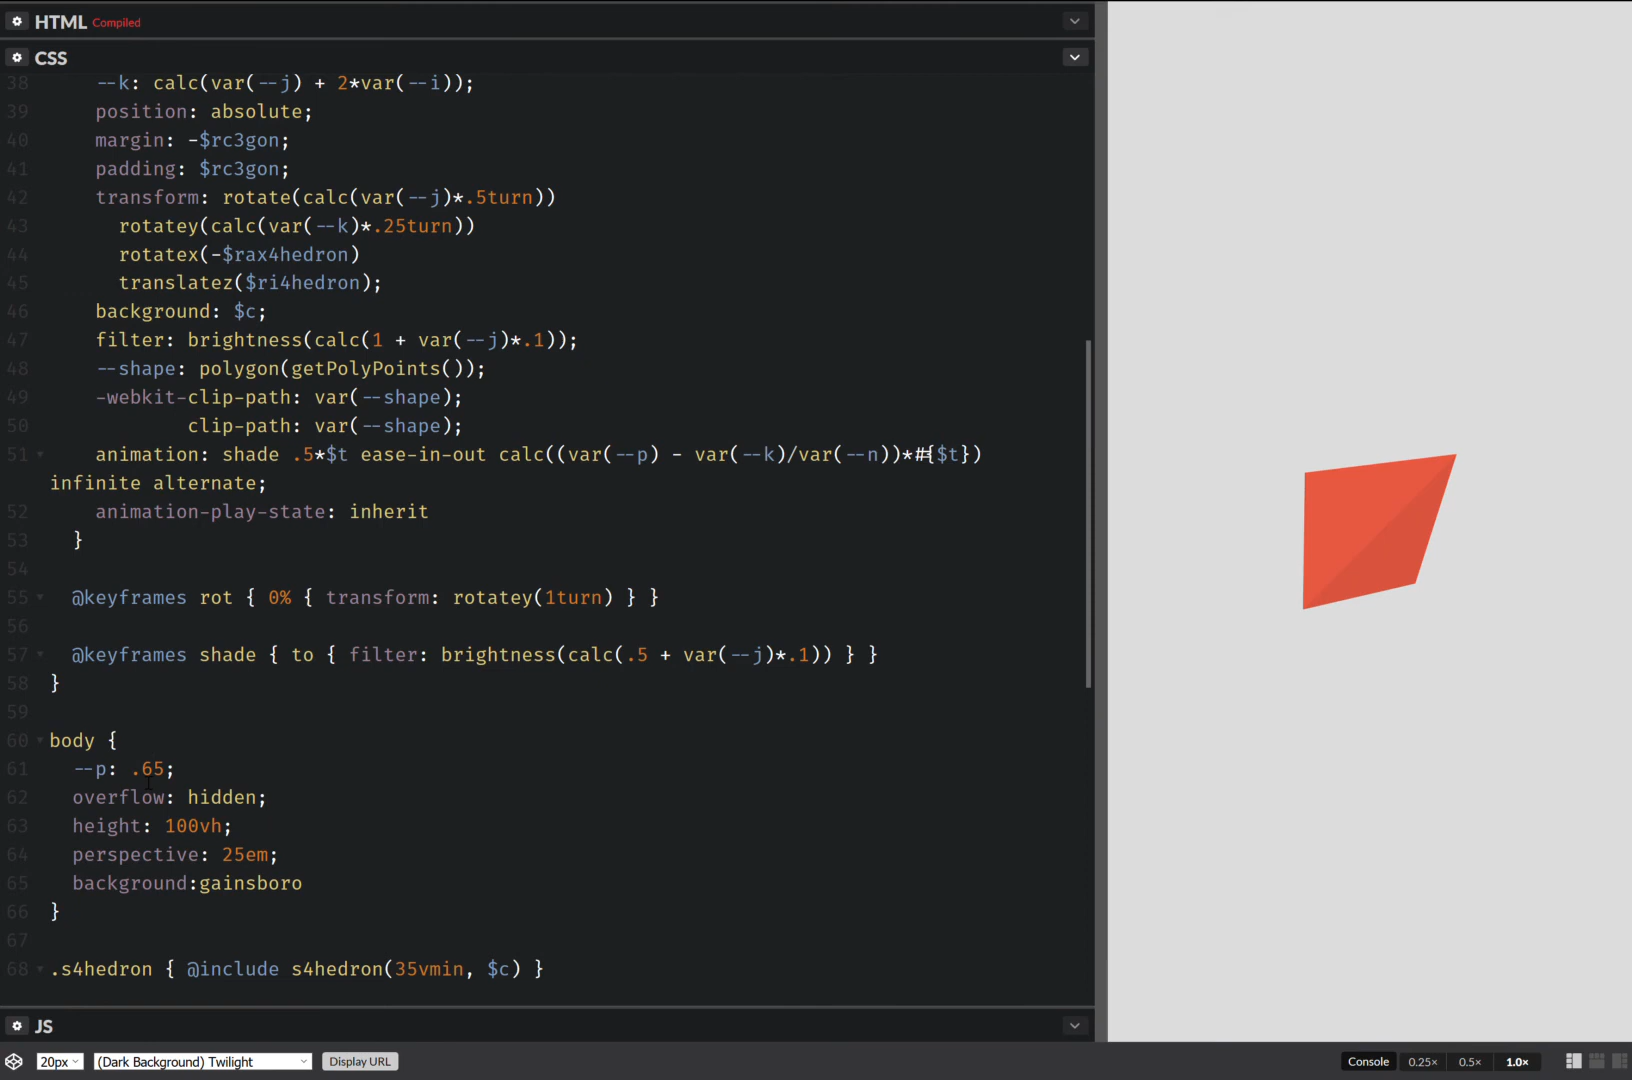 HTML Compiled
CSS
38 --k: calc(var(--j) + 2*var(--i));
39 position: absolute;
40 margin: -$rc3gon;
41 padding: $rc3gon;
42 transform: rotate(calc(var(--j)*.5turn))
43 rotatey(calc(var(--k)*.25turn))
44 rotatex(-$rax4hedron)
45 translatez($ri4hedron);
46 background: $c;
47 filter: brightness(calc(1 + var(--j)*.1));
48 --shape: polygon(getPolyPoints());
49 -webkit-clip-path: var(--shape);
50 clip-path: var(--shape);
51 animation: shade .5*$t ease-in-out calc((var(--p) - var(--k)/var(--n))*#{$t})
infinite alternate;
52 animation-play-state: inherit
53 }
54
55 @keyframes rot { 0% { transform: rotatey(1turn) } }
56
57 @keyframes shade { to { filter: brightness(calc(.5 + var(--j)*.1)) } }
58 }
59
60 body {
61 --p: .65;
62 overflow: hidden;
63 height: 100vh;
64 perspective: 25em;
65 background:gainsboro
66 }
67
68 .s4hedron { @include s4hedron(35vmin, $c) }
JS
20px (Dark Background) Twilight Display URL Console 0.25× 0.5× 1.0×